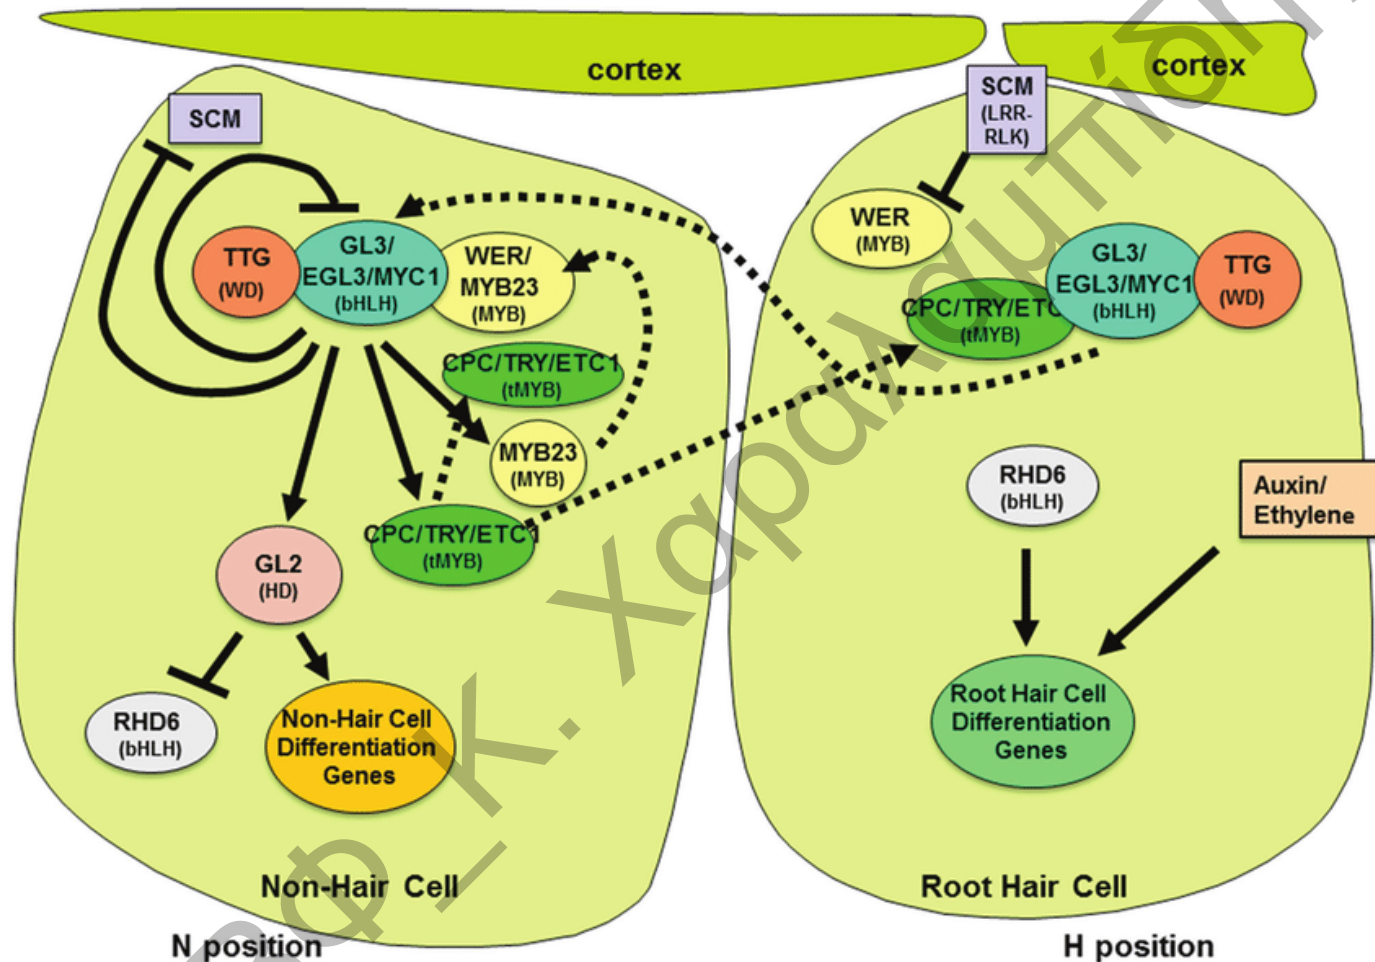 cortex
cortex
SCM
SCM
(LRR-
RLK)
TTG
(WD)
GL3/
EGL3/MYC1
(bHLH)
WER/
MYB23
(MYB)
WER
(MYB)
CPC/TRY/ETC
(tMYB)
GL3/
EGL3/MYC1
(bHLH)
TTG
(WD)
CPC/TRY/ETC1
(tMYB)
MYB23
(MYB)
CPC/TRY/ETC1
(tMYB)
RHD6
(bHLH)
Auxin/
Ethylene
GL2
(HD)
RHD6
(bHLH)
Non-Hair Cell
Differentiation
Genes
Root Hair Cell
Differentiation
Genes
Non-Hair Cell
Root Hair Cell
N position
H position
Κ. Χαραλαμπίδη